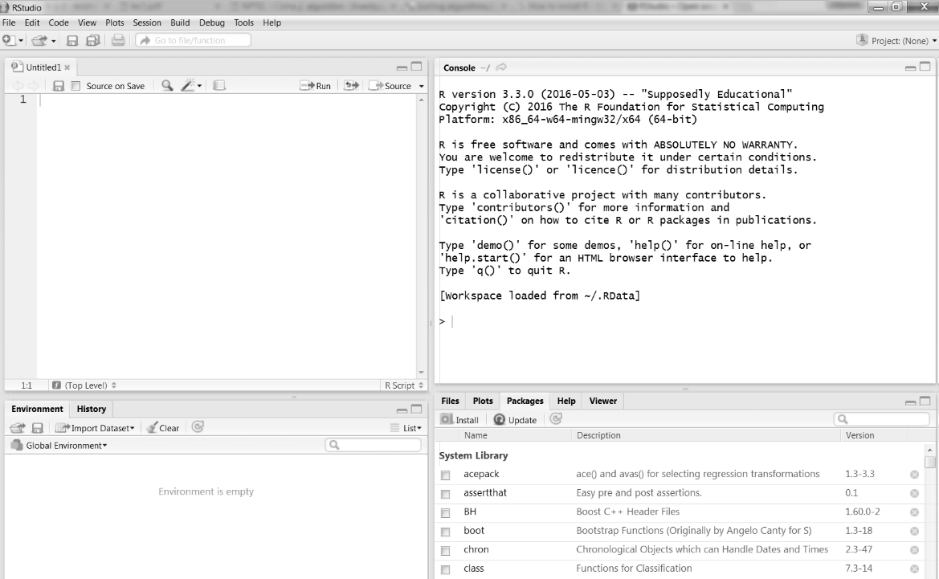 RStudio
File Edit Code View Plots Session Build Debug Tools Help
Go to file/function
Project: (None)
Untitled1
Source on Save
Run
Source
1
1:1
(Top Level)
R Script
Console ~/
R version 3.3.0 (2016-05-03) -- "Supposedly Educational"
Copyright (C) 2016 The R Foundation for Statistical Computing
Platform: x86_64-w64-mingw32/x64 (64-bit)
R is free software and comes with ABSOLUTELY NO WARRANTY.
You are welcome to redistribute it under certain conditions.
Type 'license()' or 'licence()' for distribution details.
R is a collaborative project with many contributors.
Type 'contributors()' for more information and
'citation()' on how to cite R or R packages in publications.
Type 'demo()' for some demos, 'help()' for on-line help, or
'help.start()' for an HTML browser interface to help.
Type 'q()' to quit R.
[Workspace loaded from ~/.RData]
>
Environment History
Import Dataset Clear List
Global Environment
Environment is empty
Files Plots Packages Help Viewer
Install Update
Name Description Version
System Library
acepack ace() and avas() for selecting regression transformations 1.3-3.3
assertthat Easy pre and post assertions. 0.1
BH Boost C++ Header Files 1.60.0-2
boot Bootstrap Functions (Originally by Angelo Canty for S) 1.3-18
chron Chronological Objects which can Handle Dates and Times 2.3-47
class Functions for Classification 7.3-14